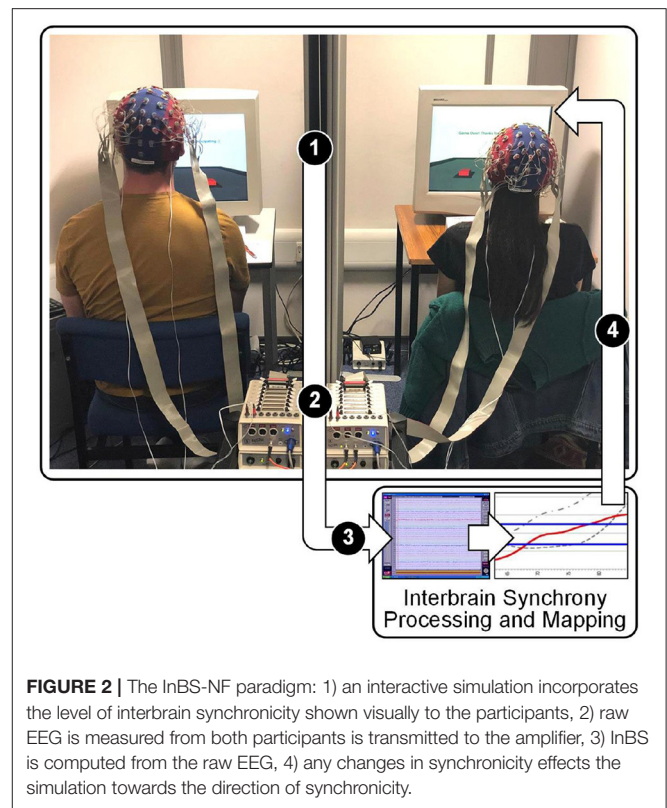 1
2
3
4
Interbrain Synchrony
Processing and Mapping
FIGURE 2 | The InBS-NF paradigm: 1) an interactive simulation incorporates
the level of interbrain synchronicity shown visually to the participants, 2) raw
EEG is measured from both participants is transmitted to the amplifier, 3) InBS
is computed from the raw EEG, 4) any changes in synchronicity effects the
simulation towards the direction of synchronicity.